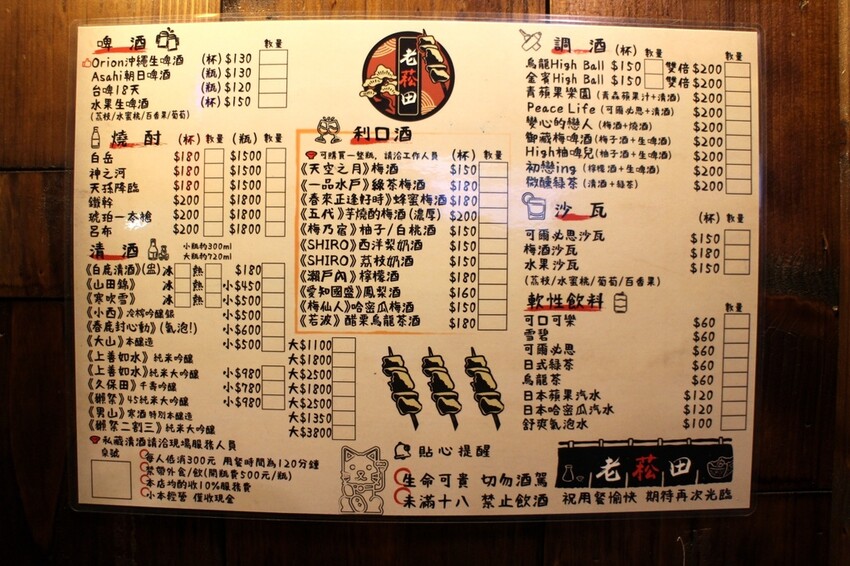 啤酒 數量
Orion沖繩生啤酒 (杯) $130
Asahi朝日啤酒 (瓶) $130
台啤18天 (瓶) $120
水果生啤酒 (杯) $150
(荔枝/水蜜桃/百香果/葡萄)
燒酎 (杯) 數量 (瓶) 數量
白岳 $180 $1500
神之河 $180 $1500
天孫降臨 $180 $1500
鐵幹 $200 $1800
琥珀一本槍 $200 $1800
呂布 $200 $1800
清酒 小瓶約300ml
大瓶約720ml
《白鹿清酒》(盅) 冰 熱 $180
《山田錦》 冰 熱 小$450
《寒吹雪》 冰 熱 小$500
《小西》冷榨吟釀 小$500
《春鹿封心動》(氣泡!) 小$600
《大山》本釀造 小$500 大$1100
《上善如水》純米吟釀 大$1800
《上善如水》純米大吟釀 小$980 大$2500
《久保田》千壽吟釀 小$780 大$1800
《獺祭》45純米大吟釀 小$980 大$2500
《男山》寒酒特別本釀造 大$1350
《獺祭二割三》純米大吟釀 大$3800
私藏清酒請洽現場服務人員
桌號
每人低消300元 用餐時間為120分鐘
禁帶外食/飲(開瓶費500元/瓶)
本店均酌收10%服務費
小本經營 僅收現金
老菘田
利口酒
可購買一整瓶,請洽工作人員 (杯) 數量
《天空之月》梅酒 $150
《一品水戶》綠茶梅酒 $180
《春來正逢好時》蜂蜜梅酒 $180
《五代》芋燒酌梅酒(濃厚) $200
《梅乃宿》柚子/白桃酒 $150
《SHIRO》西洋梨奶酒 $150
《SHIRO》荔枝奶酒 $150
《瀨戶內》檸檬酒 $180
《愛知國盛》鳳梨酒 $160
《梅仙人》哈密瓜梅酒 $150
《若波》醋栗烏龍茶酒 $180
貼心提醒
生命可貴 切勿酒駕
未滿十八 禁止飲酒 祝用餐愉快 期待再次光臨
調酒 (杯) 數量 數量
烏龍High Ball $150 雙倍 $200
金賓High Ball $150 雙倍 $200
青蘋果樂園 (青森蘋果汁+清酒) $200
Peace Life (可爾必思+清酒) $200
變心的戀人 (梅酒+燒酒) $200
御藏梅啤酒 (梅子酒+生啤酒) $200
High柚啤兒 (柚子酒+生啤酒) $200
初戀ing (檸檬酒+生啤酒) $200
微醺綠茶 (清酒+綠茶) $200
沙瓦 (杯) 數量
可爾必思沙瓦 $150
梅酒沙瓦 $180
水果沙瓦 $150
(荔枝/水蜜桃/葡萄/百香果)
軟性飲料 數量
可口可樂 $60
雪碧 $60
可爾必思 $60
日式綠茶 $60
烏龍茶 $60
日本蘋果汽水 $120
日本哈密瓜汽水 $120
舒爽氣泡水 $100
老菘田